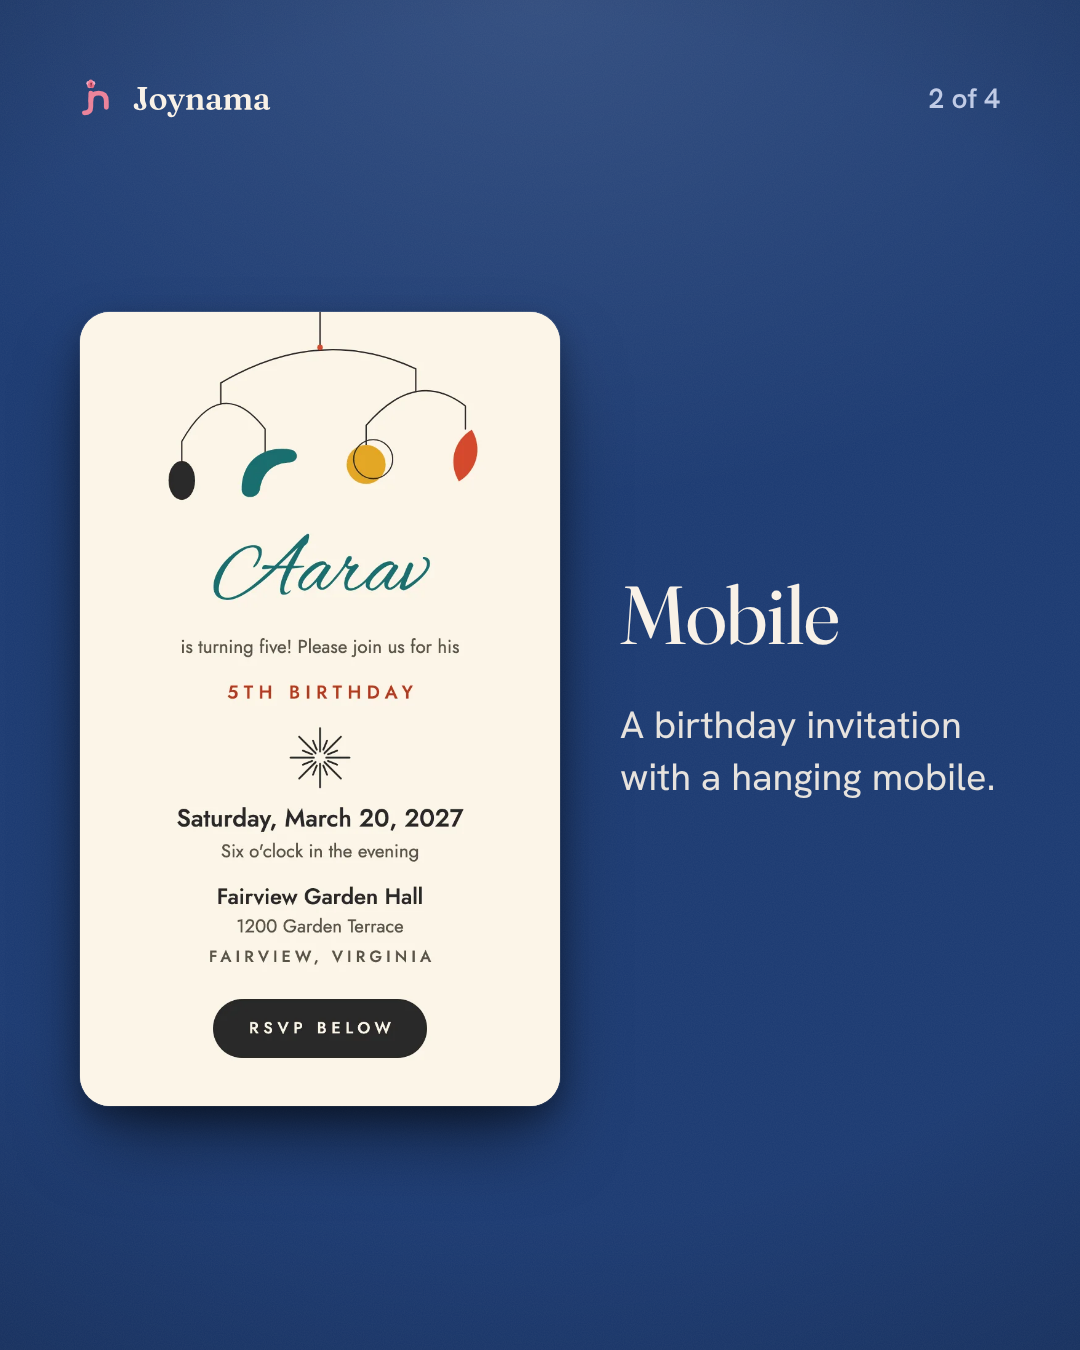 Joynama
2 of 4
Aarav
is turning five! Please join us for his
5TH BIRTHDAY
Saturday, March 20, 2027
Six o'clock in the evening
Fairview Garden Hall
1200 Garden Terrace
FAIRVIEW, VIRGINIA
RSVP BELOW
Mobile
A birthday invitation
with a hanging mobile.